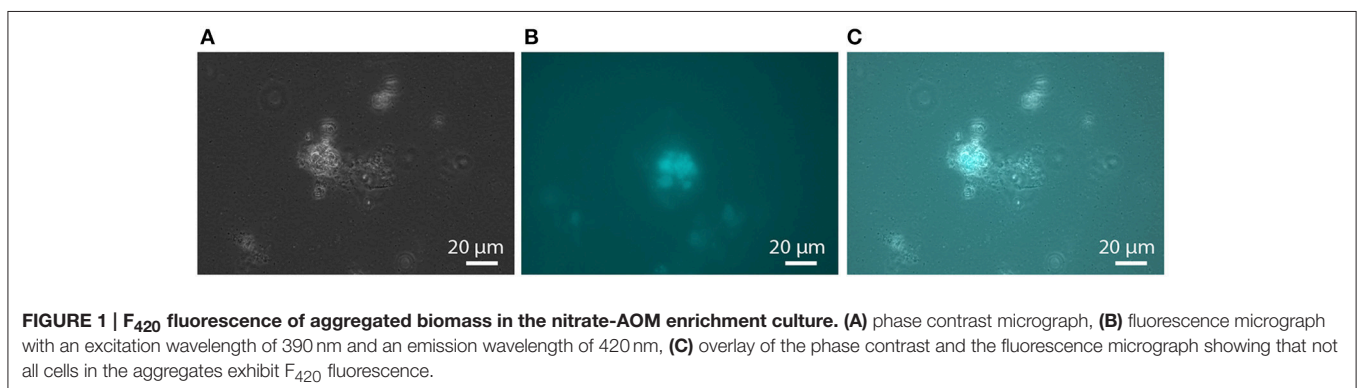 A
B
C
20 µm
20 µm
20 µm
FIGURE 1 | F420 fluorescence of aggregated biomass in the nitrate-AOM enrichment culture. (A) phase contrast micrograph, (B) fluorescence micrograph
with an excitation wavelength of 390 nm and an emission wavelength of 420 nm, (C) overlay of the phase contrast and the fluorescence micrograph showing that not
all cells in the aggregates exhibit F420 fluorescence.